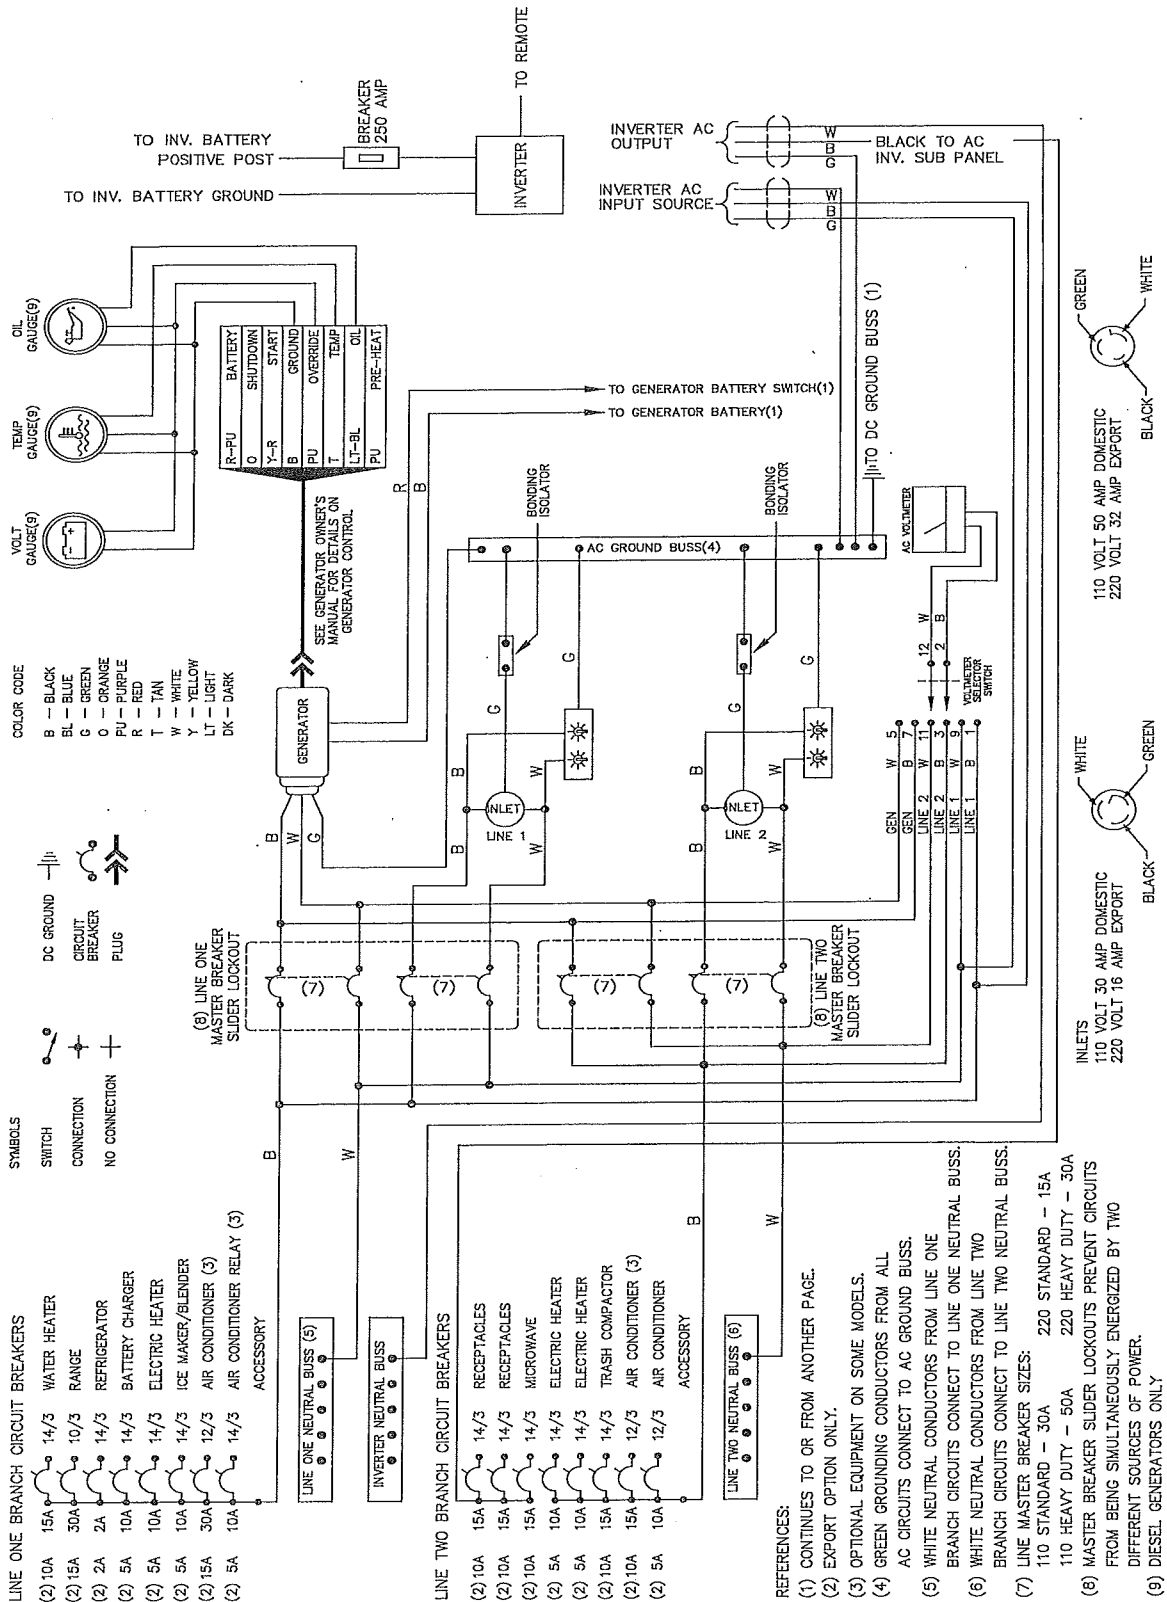 LINE ONE BRANCH CIRCUIT BREAKERS
(2) 10A 15A 14/3 WATER HEATER
(2) 15A 30A 10/3 RANGE
(2) 2A 2A 14/3 REFRIGERATOR
(2) 5A 10A 14/3 BATTERY CHARGER
(2) 5A 10A 14/3 ELECTRIC HEATER
(2) 5A 10A 14/3 ICE MAKER/BLENDER
(2) 15A 30A 12/3 AIR CONDITIONER (3)
(2) 5A 10A 14/3 AIR CONDITIONER RELAY (3)
ACCESSORY
LINE ONE NEUTRAL BUSS (5)
INVERTER NEUTRAL BUSS
LINE TWO BRANCH CIRCUIT BREAKERS
(2) 10A 15A 14/3 RECEPTACLES
(2) 10A 15A 14/3 RECEPTACLES
(2) 10A 15A 14/3 MICROWAVE
(2) 5A 10A 14/3 ELECTRIC HEATER
(2) 5A 10A 14/3 ELECTRIC HEATER
(2) 10A 15A 14/3 TRASH COMPACTOR
(2) 10A 15A 12/3 AIR CONDITIONER (3)
(2) 5A 10A 12/3 AIR CONDITIONER
ACCESSORY
LINE TWO NEUTRAL BUSS (6)
REFERENCES:
(1) CONTINUES TO OR FROM ANOTHER PAGE.
(2) EXPORT OPTION ONLY.
(3) OPTIONAL EQUIPMENT ON SOME MODELS.
(4) GREEN GROUNDING CONDUCTORS FROM ALL
AC CIRCUITS CONNECT TO AC GROUND BUSS.
(5) WHITE NEUTRAL CONDUCTORS FROM LINE ONE
BRANCH CIRCUITS CONNECT TO LINE ONE NEUTRAL BUSS.
(6) WHITE NEUTRAL CONDUCTORS FROM LINE TWO
BRANCH CIRCUITS CONNECT TO LINE TWO NEUTRAL BUSS.
(7) LINE MASTER BREAKER SIZES:
110 STANDARD – 30A 220 STANDARD – 15A
110 HEAVY DUTY – 50A 220 HEAVY DUTY – 30A
(8) MASTER BREAKER SLIDER LOCKOUTS PREVENT CIRCUITS
FROM BEING SIMULTANEOUSLY ENERGIZED BY TWO
DIFFERENT SOURCES OF POWER.
(9) DIESEL GENERATORS ONLY
SYMBOLS
SWITCH
CONNECTION
NO CONNECTION
DC GROUND
CIRCUIT
BREAKER
PLUG
COLOR CODE
B – BLACK
BL – BLUE
G – GREEN
O – ORANGE
PU – PURPLE
R – RED
T – TAN
W – WHITE
Y – YELLOW
LT – LIGHT
DK – DARK
VOLT
GAUGE(9)
TEMP
GAUGE(9)
OIL
GAUGE(9)
TO INV. BATTERY
POSITIVE POST
TO INV. BATTERY GROUND
BREAKER
250 AMP
INVERTER
TO REMOTE
R–PU BATTERY
O SHUTDOWN
Y–R START
B GROUND
PU OVERRIDE
T TEMP
LT–BL OIL
PU PRE–HEAT
SEE GENERATOR OWNER'S
MANUAL FOR DETAILS ON
GENERATOR CONTROL
GENERATOR
R
B
TO GENERATOR BATTERY SWITCH(1)
TO GENERATOR BATTERY(1)
B
W
G
(8) LINE ONE
MASTER BREAKER
SLIDER LOCKOUT
(7)
(7)
B
W
B
W
B
W
INLET
LINE 1
G
G
BONDING
ISOLATOR
AC GROUND BUSS(4)
(8) LINE TWO
MASTER BREAKER
SLIDER LOCKOUT
(7)
(7)
B
W
B
W
B
W
INLET
LINE 2
G
G
BONDING
ISOLATOR
TO DC GROUND BUSS (1)
INVERTER AC
OUTPUT
W
B
G
BLACK TO AC
INV. SUB PANEL
INVERTER AC
INPUT SOURCE
W
B
G
AC VOLTMETER
12 W
2 B
VOLTMETER
SELECTOR
SWITCH
GEN W 5
GEN B 7
LINE 2 W 11
LINE 2 B 3
LINE 1 W 9
LINE 1 B 1
INLETS
110 VOLT 30 AMP DOMESTIC
220 VOLT 16 AMP EXPORT
WHITE
BLACK
GREEN
110 VOLT 50 AMP DOMESTIC
220 VOLT 32 AMP EXPORT
GREEN
BLACK
WHITE